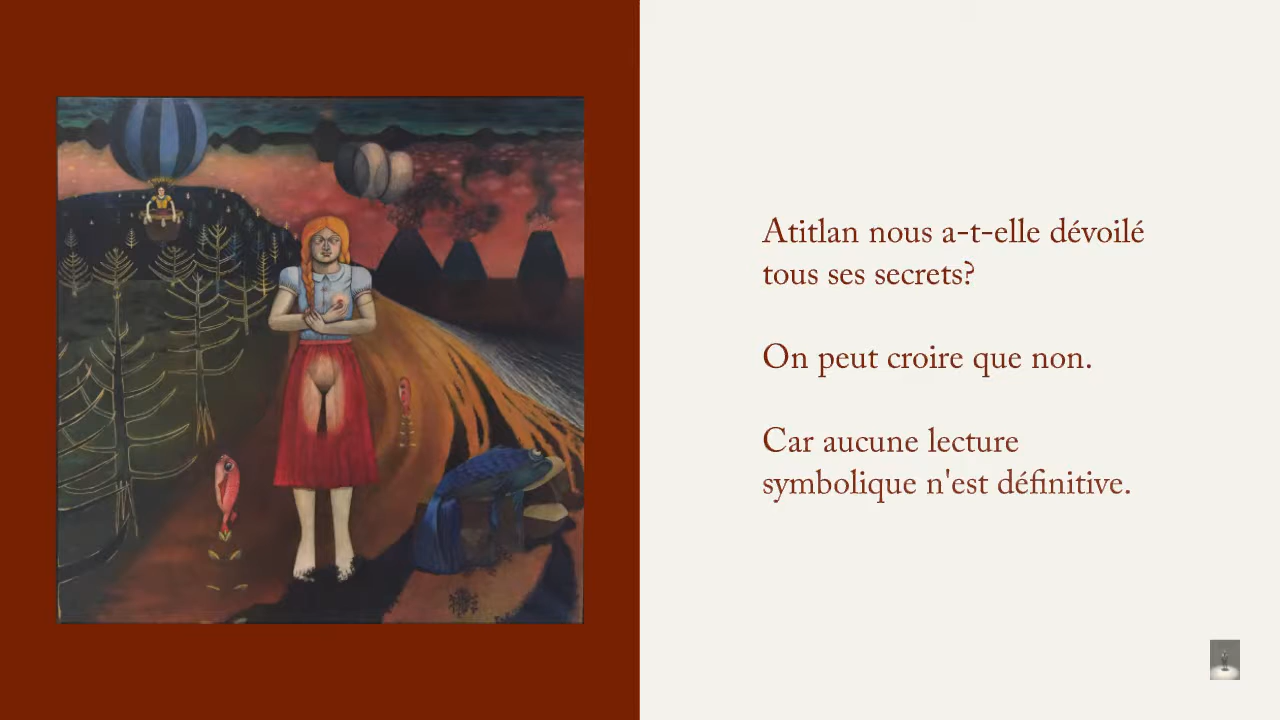 Atitlan nous a-t-elle dévoilé
tous ses secrets?
On peut croire que non.
Car aucune lecture
symbolique n'est définitive.